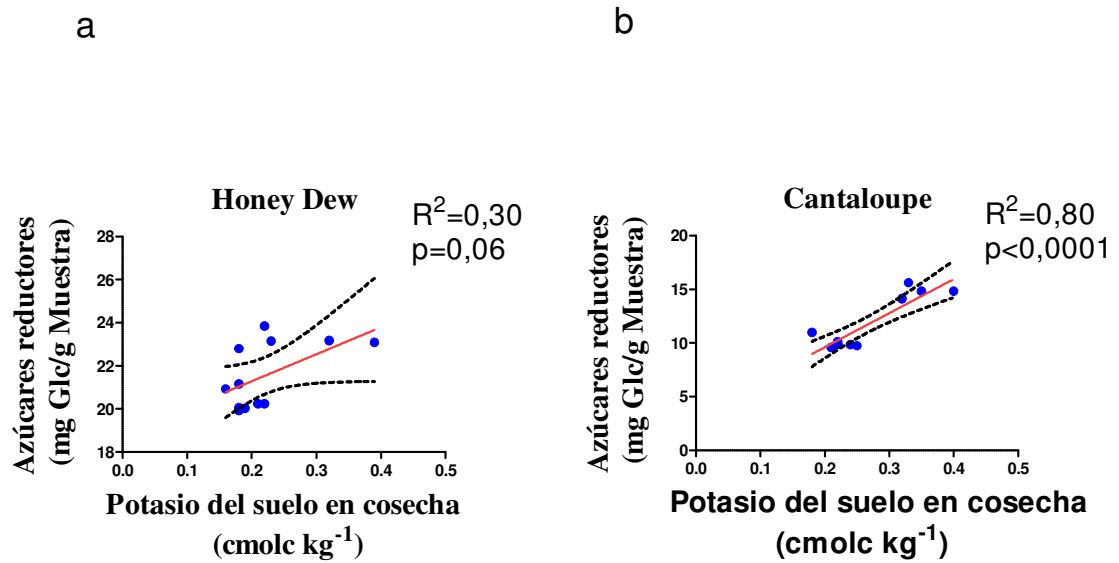 a
Honey Dew
R²=0,30
p=0,06
Azúcares reductores
(mg Glc/g Muestra)
28
26
24
22
20
18
0.0 0.1 0.2 0.3 0.4 0.5
Potasio del suelo en cosecha
(cmolc kg⁻¹)
b
Cantaloupe
R²=0,80
p<0,0001
Azúcares reductores
(mg Glc/g Muestra)
20
15
10
5
0
0.0 0.1 0.2 0.3 0.4 0.5
Potasio del suelo en cosecha
(cmolc kg⁻¹)